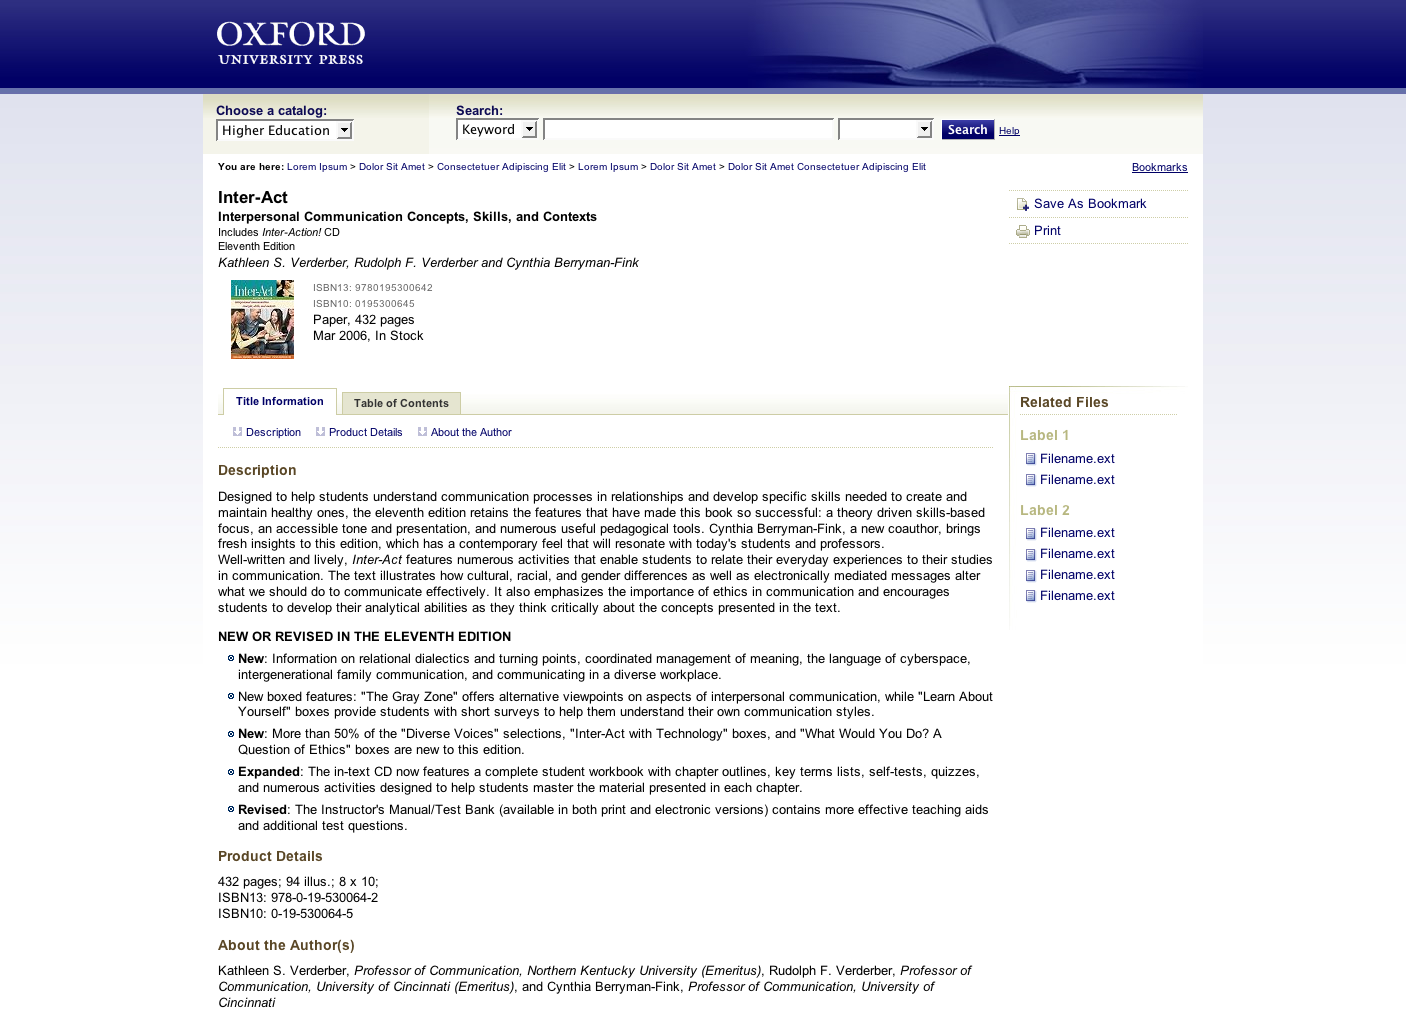 OXFORD
UNIVERSITY PRESS
Choose a catalog:
Higher Education
Search:
Keyword
Search
Help
You are here: Lorem Ipsum > Dolor Sit Amet > Consectetuer Adipiscing Elit > Lorem Ipsum > Dolor Sit Amet > Dolor Sit Amet Consectetuer Adipiscing Elit
Bookmarks
Inter-Act
Interpersonal Communication Concepts, Skills, and Contexts
Includes Inter-Action! CD
Eleventh Edition
Kathleen S. Verderber, Rudolph F. Verderber and Cynthia Berryman-Fink
Save As Bookmark
Print
Inter-Act
ISBN13: 9780195300642
ISBN10: 0195300645
Paper, 432 pages
Mar 2006, In Stock
Title Information
Table of Contents
Description
Product Details
About the Author
Description
Designed to help students understand communication processes in relationships and develop specific skills needed to create and
maintain healthy ones, the eleventh edition retains the features that have made this book so successful: a theory driven skills-based
focus, an accessible tone and presentation, and numerous useful pedagogical tools. Cynthia Berryman-Fink, a new coauthor, brings
fresh insights to this edition, which has a contemporary feel that will resonate with today's students and professors.
Well-written and lively, Inter-Act features numerous activities that enable students to relate their everyday experiences to their studies
in communication. The text illustrates how cultural, racial, and gender differences as well as electronically mediated messages alter
what we should do to communicate effectively. It also emphasizes the importance of ethics in communication and encourages
students to develop their analytical abilities as they think critically about the concepts presented in the text.
NEW OR REVISED IN THE ELEVENTH EDITION
New: Information on relational dialectics and turning points, coordinated management of meaning, the language of cyberspace,
intergenerational family communication, and communicating in a diverse workplace.
New boxed features: "The Gray Zone" offers alternative viewpoints on aspects of interpersonal communication, while "Learn About
Yourself" boxes provide students with short surveys to help them understand their own communication styles.
New: More than 50% of the "Diverse Voices" selections, "Inter-Act with Technology" boxes, and "What Would You Do? A
Question of Ethics" boxes are new to this edition.
Expanded: The in-text CD now features a complete student workbook with chapter outlines, key terms lists, self-tests, quizzes,
and numerous activities designed to help students master the material presented in each chapter.
Revised: The Instructor's Manual/Test Bank (available in both print and electronic versions) contains more effective teaching aids
and additional test questions.
Product Details
432 pages; 94 illus.; 8 x 10;
ISBN13: 978-0-19-530064-2
ISBN10: 0-19-530064-5
About the Author(s)
Kathleen S. Verderber, Professor of Communication, Northern Kentucky University (Emeritus), Rudolph F. Verderber, Professor of
Communication, University of Cincinnati (Emeritus), and Cynthia Berryman-Fink, Professor of Communication, University of
Cincinnati
Related Files
Label 1
Filename.ext
Filename.ext
Label 2
Filename.ext
Filename.ext
Filename.ext
Filename.ext